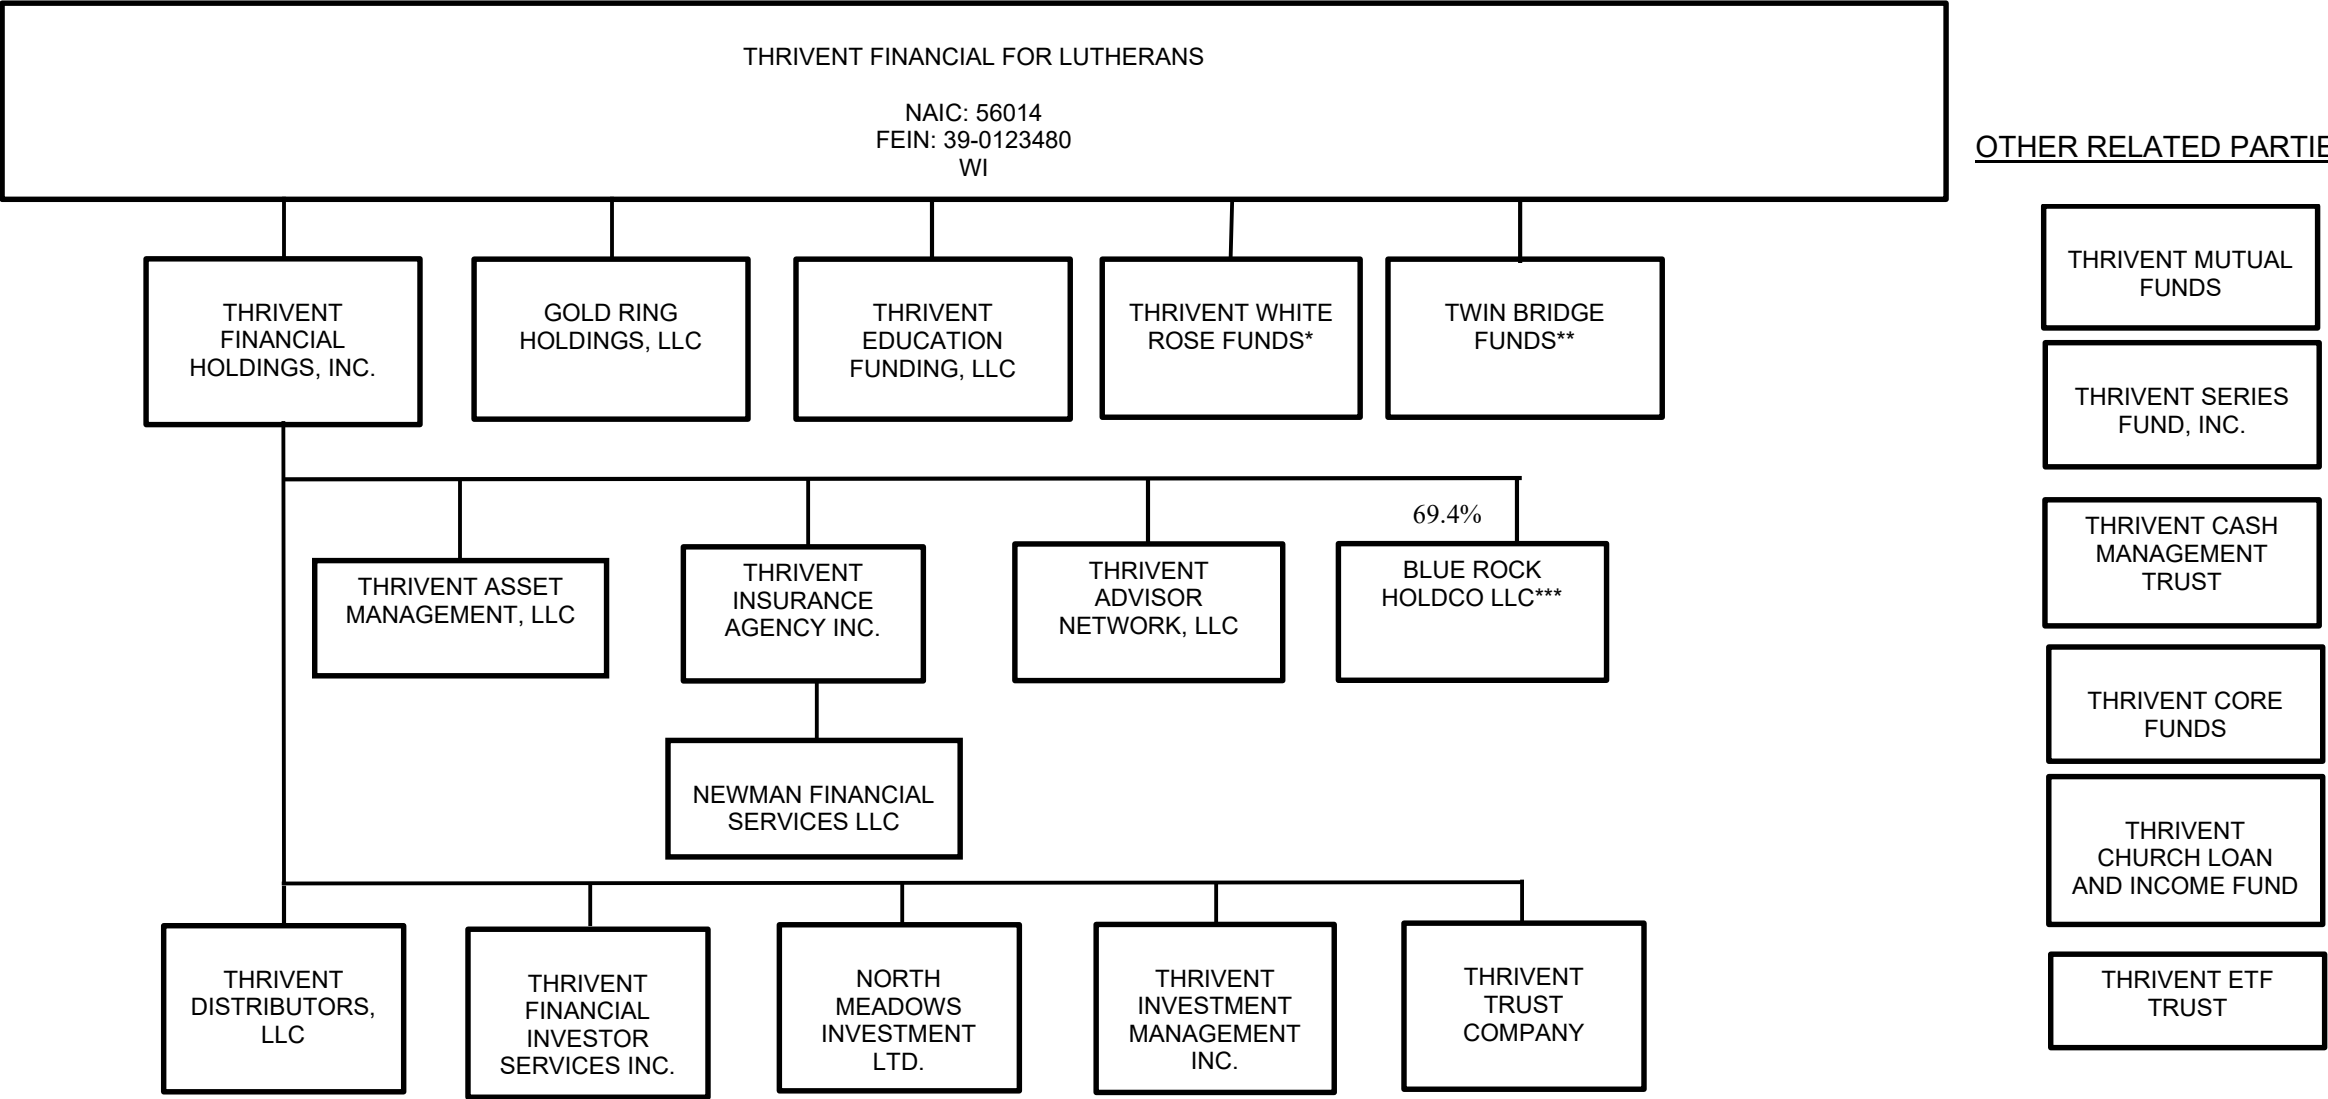 THRIVENT FINANCIAL FOR LUTHERANS
NAIC: 56014
FEIN: 39-0123480
WI
THRIVENT
FINANCIAL
HOLDINGS, INC.
GOLD RING
HOLDINGS, LLC
THRIVENT
EDUCATION
FUNDING, LLC
THRIVENT WHITE
ROSE FUNDS*
TWIN BRIDGE
FUNDS**
69.4%
THRIVENT ASSET
MANAGEMENT, LLC
THRIVENT
INSURANCE
AGENCY INC.
THRIVENT
ADVISOR
NETWORK, LLC
BLUE ROCK
HOLDCO LLC***
NEWMAN FINANCIAL
SERVICES LLC
THRIVENT
DISTRIBUTORS,
LLC
THRIVENT
FINANCIAL
INVESTOR
SERVICES INC.
NORTH
MEADOWS
INVESTMENT
LTD.
THRIVENT
INVESTMENT
MANAGEMENT
INC.
THRIVENT
TRUST
COMPANY
OTHER RELATED PARTIE
THRIVENT MUTUAL
FUNDS
THRIVENT SERIES
FUND, INC.
THRIVENT CASH
MANAGEMENT
TRUST
THRIVENT CORE
FUNDS
THRIVENT
CHURCH LOAN
AND INCOME FUND
THRIVENT ETF
TRUST